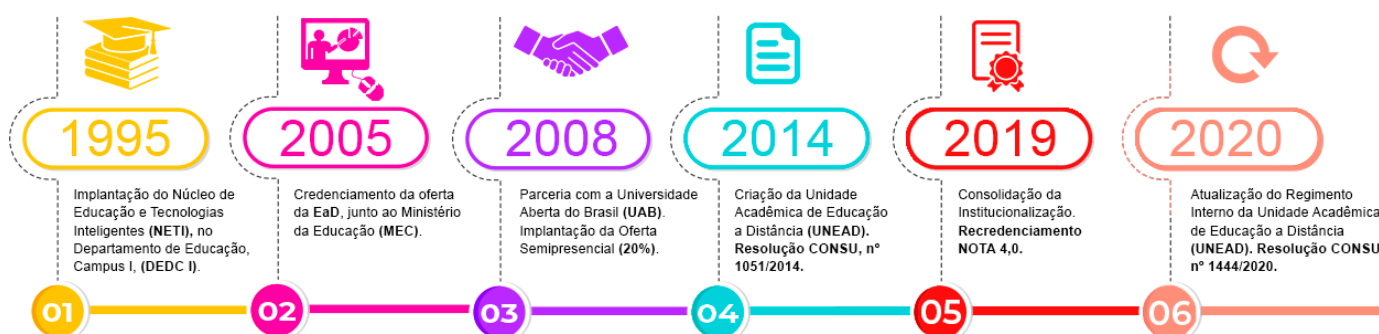 1995
Implantação do Núcleo de
Educação e Tecnologias
Inteligentes (NETI), no
Departamento de Educação,
Campus I, (DEDC I).
01
2005
Credenciamento da oferta
da EaD, junto ao Ministério
da Educação (MEC).
02
2008
Parceria com a Universidade
Aberta do Brasil (UAB).
Implantação da Oferta
Semipresencial (20%).
03
2014
Criação da Unidade
Acadêmica de Educação
a Distância (UNEAD).
Resolução CONSU, nº
1051/2014.
04
2019
Consolidação da
Institucionalização.
Recredenciamento
NOTA 4,0.
05
2020
Atualização do Regimento
Interno da Unidade Acadêmica
de Educação a Distância
(UNEAD). Resolução CONSU
nº 1444/2020.
06